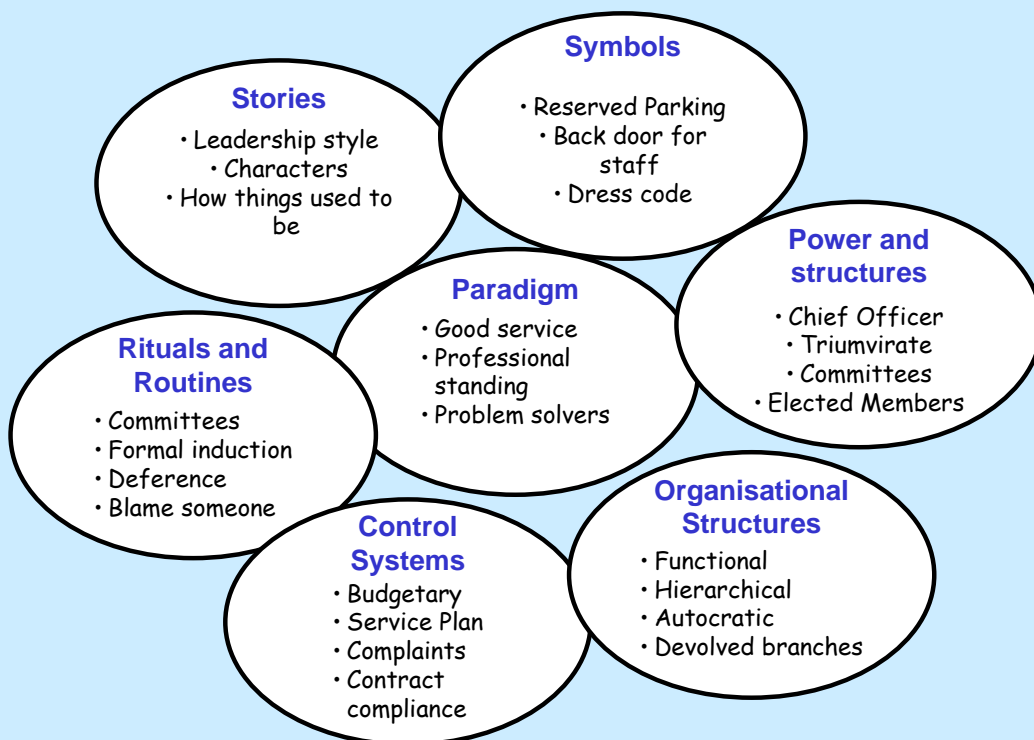 Stories
• Leadership style
• Characters
• How things used to
be
Symbols
• Reserved Parking
• Back door for
staff
• Dress code
Power and
structures
• Chief Officer
• Triumvirate
• Committees
• Elected Members
Paradigm
• Good service
• Professional
standing
• Problem solvers
Rituals and
Routines
• Committees
• Formal induction
• Deference
• Blame someone
Control
Systems
• Budgetary
• Service Plan
• Complaints
• Contract
compliance
Organisational
Structures
• Functional
• Hierarchical
• Autocratic
• Devolved branches